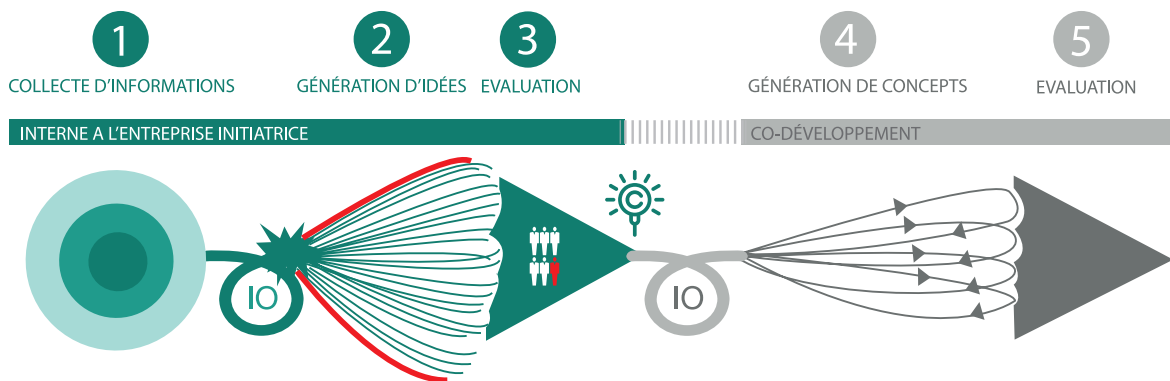 1
2
3
4
5
COLLECTE D'INFORMATIONS
GÉNÉRATION D'IDÉES
EVALUATION
GÉNÉRATION DE CONCEPTS
EVALUATION
INTERNE A L'ENTREPRISE INITIATRICE
CO-DÉVELOPPEMENT
©
IO
IO